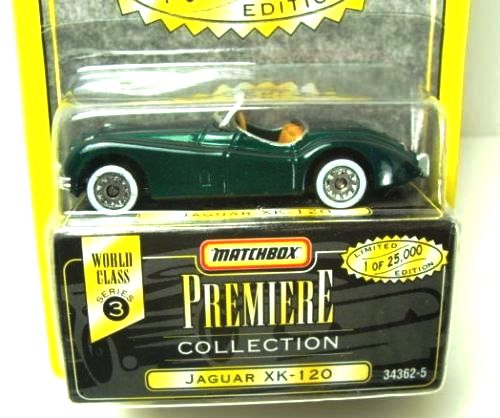 EDITION
JAGUAR XK-120
WORLD CLASS
SERIES 3
MATCHBOX
PREMIERE
COLLECTION
JAGUAR XK-120
LIMITED
1 OF 25,000
EDITION
34362-5